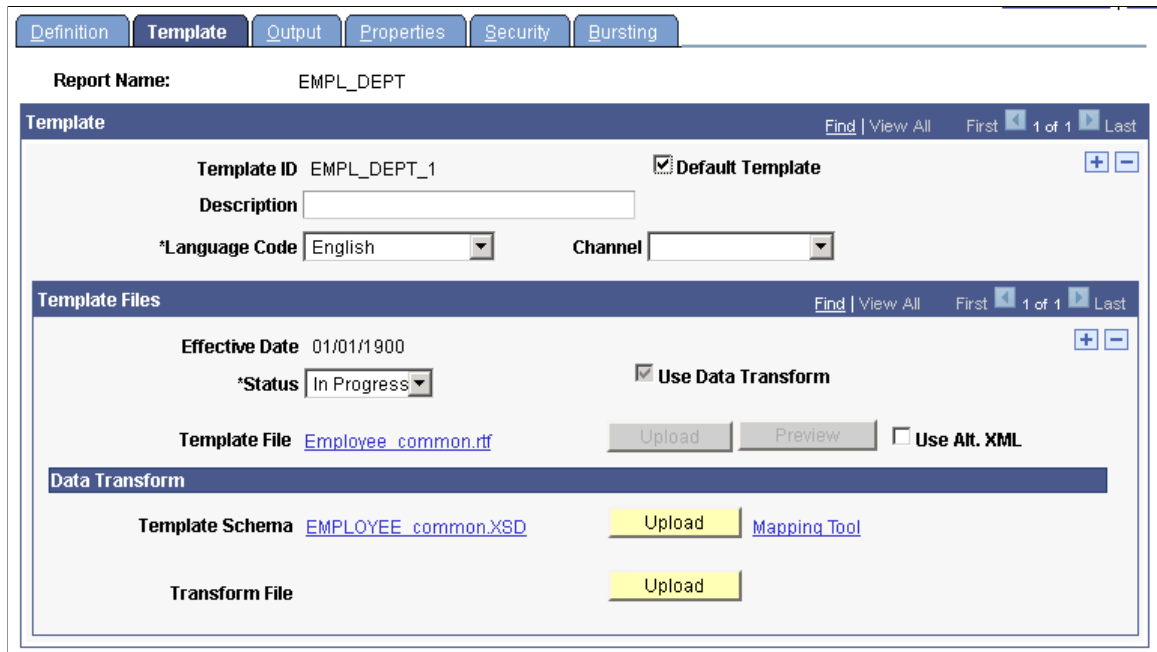 Definition Template Output Properties Security Bursting
Report Name: EMPL_DEPT
Template Find | View All First 1 of 1 Last
Template ID EMPL_DEPT_1 Default Template
Description
*Language Code English Channel
Template Files Find | View All First 1 of 1 Last
Effective Date 01/01/1900
*Status In Progress Use Data Transform
Template File Employee_common.rtf Upload Preview Use Alt. XML
Data Transform
Template Schema EMPLOYEE_common.XSD Upload Mapping Tool
Transform File Upload